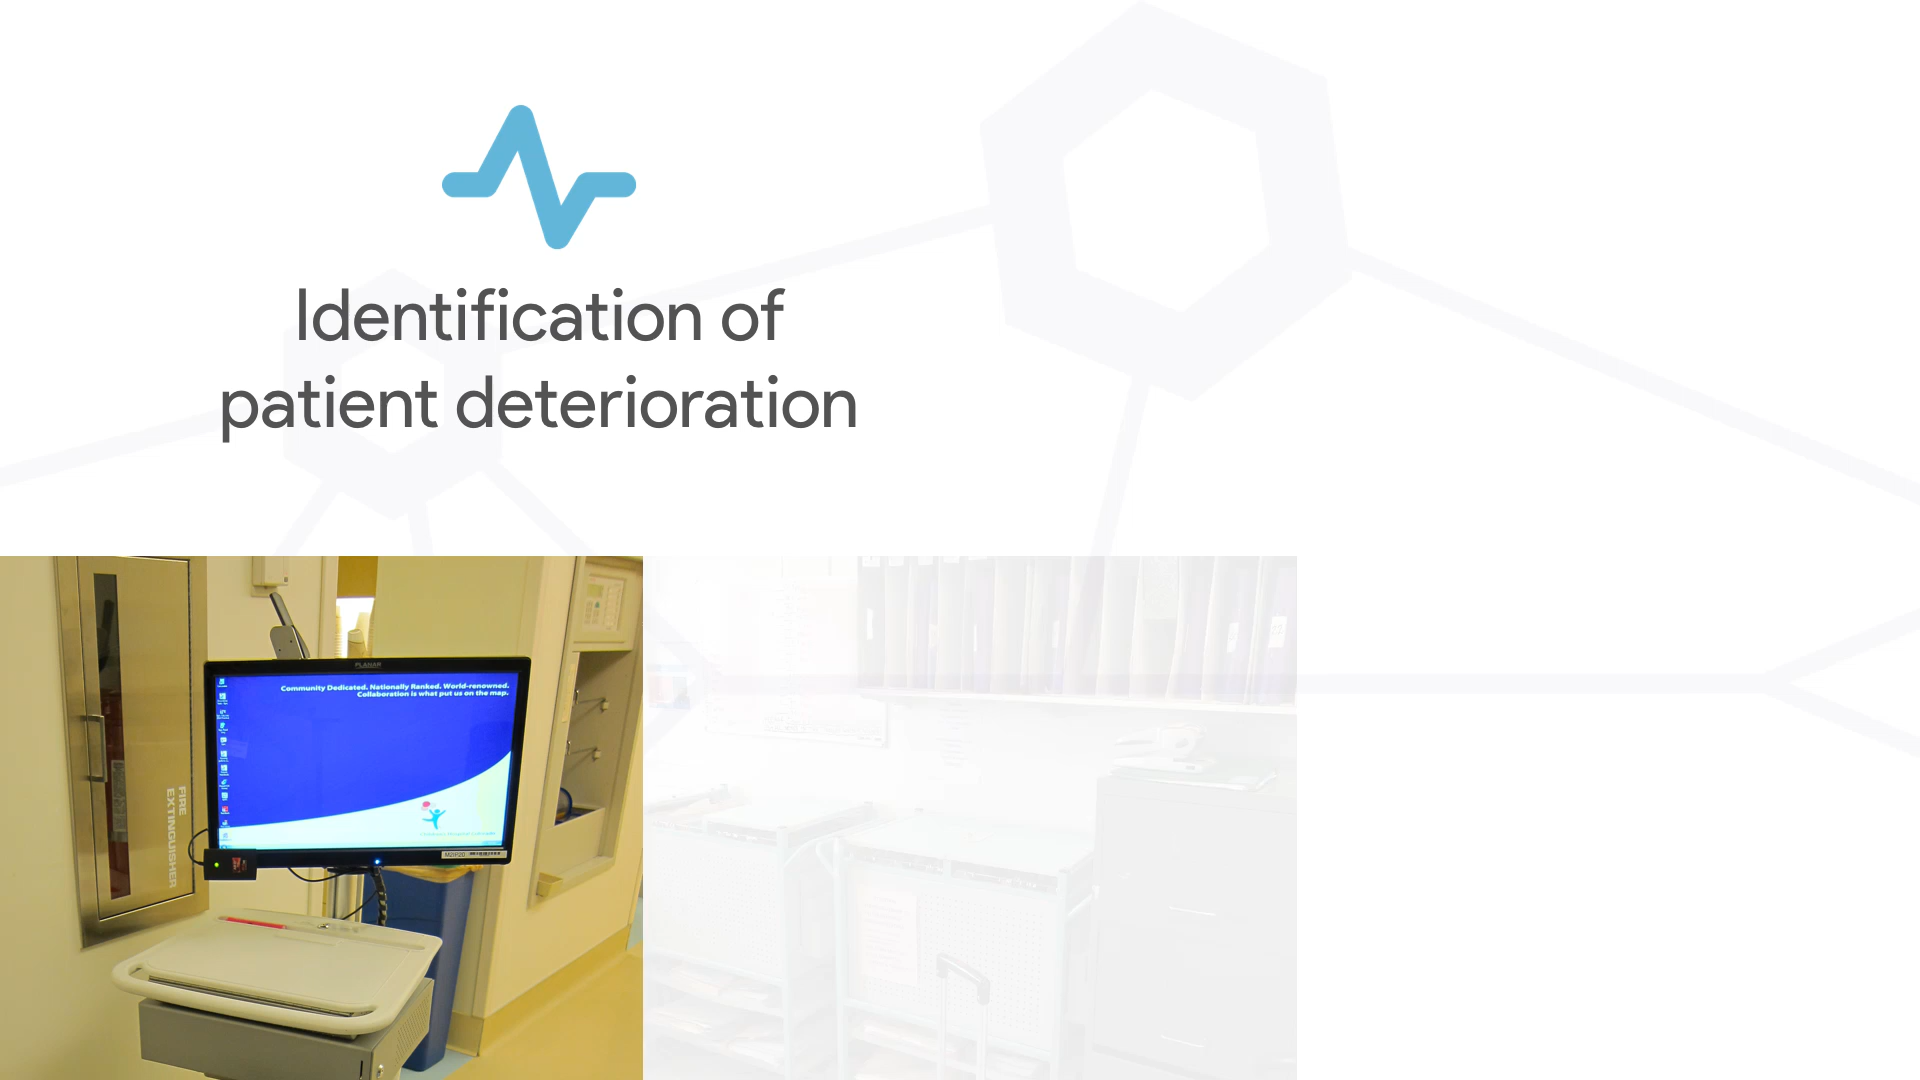 Identification of
patient deterioration
PLANAR
Community Dedicated. Nationally Ranked. World-renowned.
Collaboration is what put us on the map.
FIRE
EXTINGUISHER